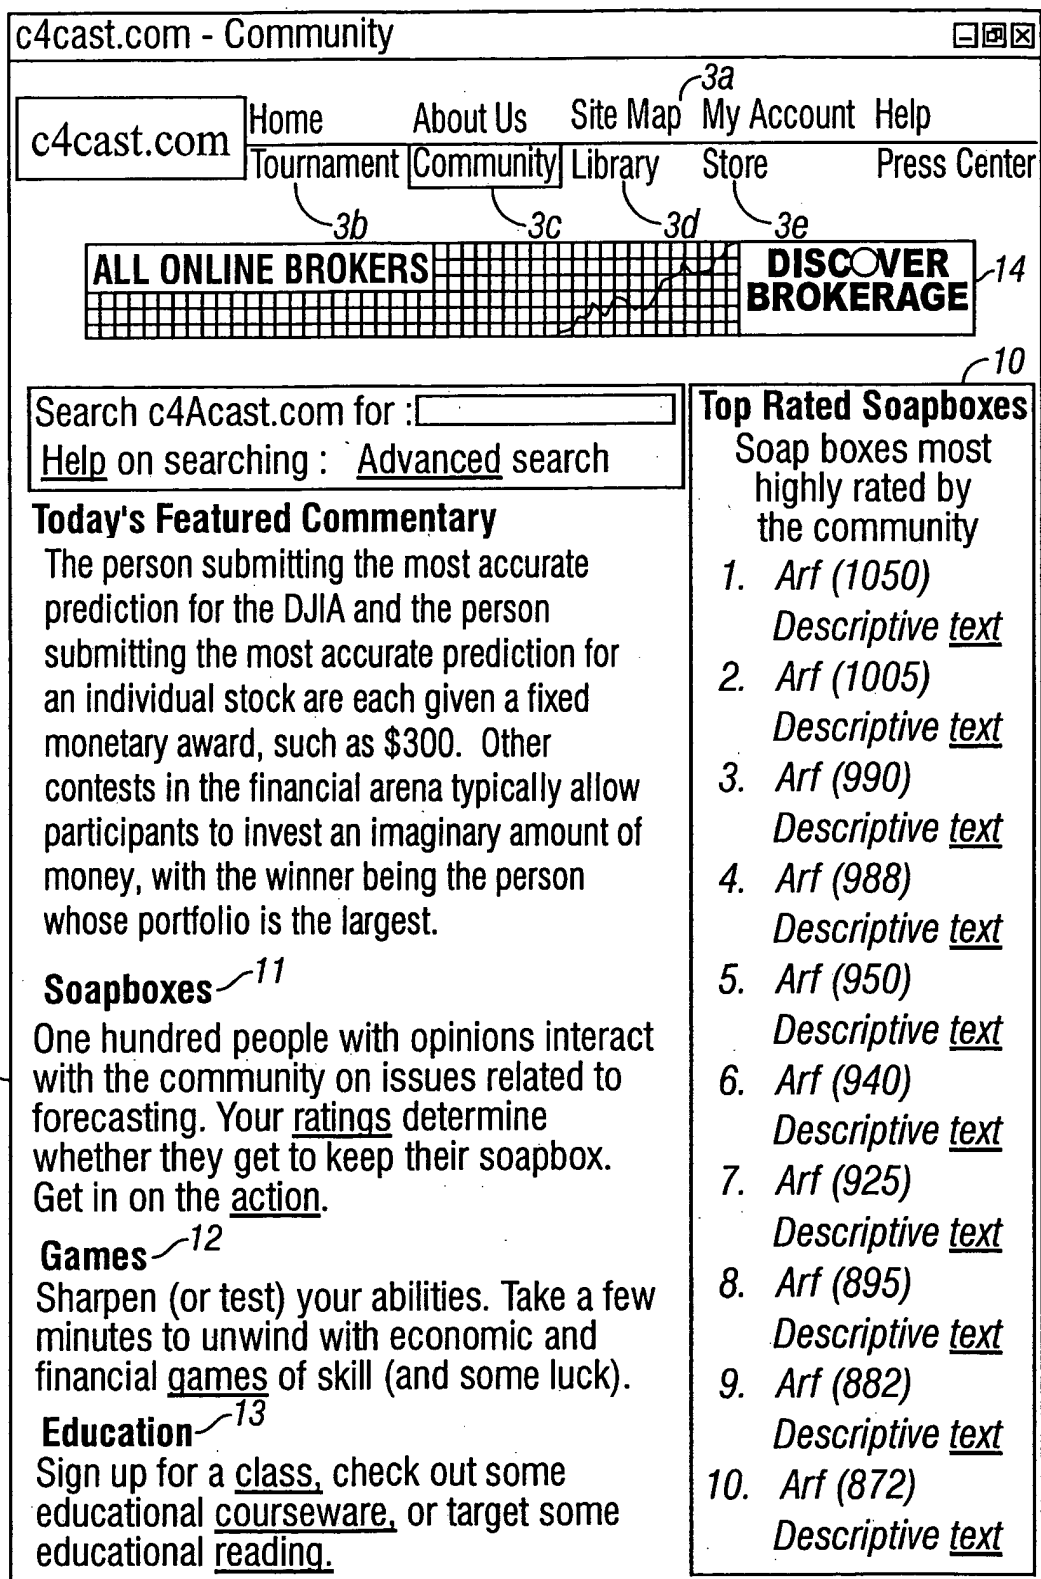 c4cast.com - Community
3a
c4cast.com
Home About Us Site Map My Account Help
Tournament Community Library Store Press Center
3b 3c 3d 3e
ALL ONLINE BROKERS
DISCOVER
BROKERAGE
14
Search c4Acast.com for :
Help on searching : Advanced search
Today's Featured Commentary
The person submitting the most accurate
prediction for the DJIA and the person
submitting the most accurate prediction for
an individual stock are each given a fixed
monetary award, such as $300. Other
contests in the financial arena typically allow
participants to invest an imaginary amount of
money, with the winner being the person
whose portfolio is the largest.
Soapboxes 11
One hundred people with opinions interact
with the community on issues related to
forecasting. Your ratings determine
whether they get to keep their soapbox.
Get in on the action.
Games 12
Sharpen (or test) your abilities. Take a few
minutes to unwind with economic and
financial games of skill (and some luck).
Education 13
Sign up for a class, check out some
educational courseware, or target some
educational reading.
10
Top Rated Soapboxes
Soap boxes most
highly rated by
the community
1. Arf (1050)
Descriptive text
2. Arf (1005)
Descriptive text
3. Arf (990)
Descriptive text
4. Arf (988)
Descriptive text
5. Arf (950)
Descriptive text
6. Arf (940)
Descriptive text
7. Arf (925)
Descriptive text
8. Arf (895)
Descriptive text
9. Arf (882)
Descriptive text
10. Arf (872)
Descriptive text